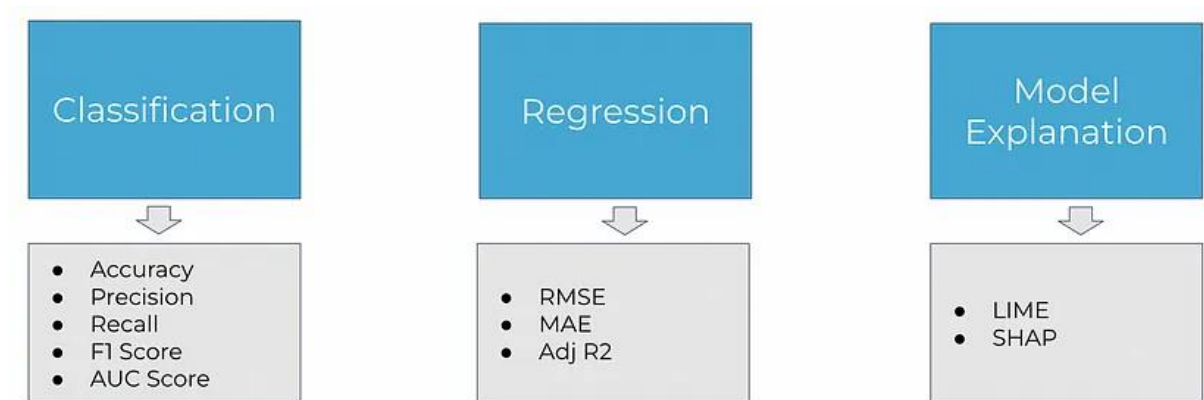 Classification
● Accuracy
● Precision
● Recall
● F1 Score
● AUC Score
Regression
● RMSE
● MAE
● Adj R2
Model
Explanation
● LIME
● SHAP